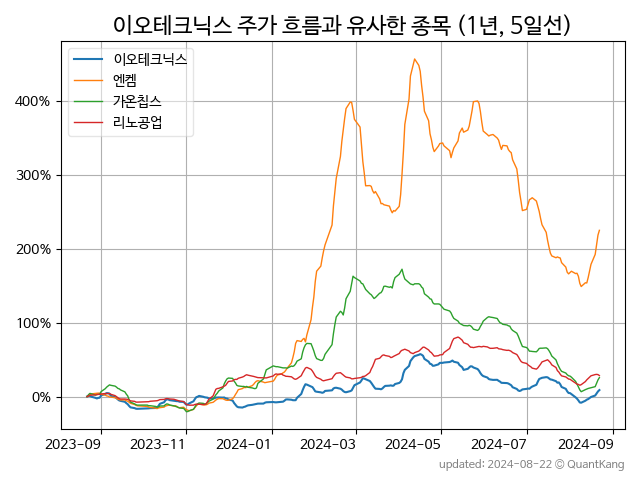 이오테크닉스 주가 흐름과 유사한 종목 (1년, 5일선)
이오테크닉스
엔켐
가온칩스
리노공업
400%
300%
200%
100%
0%
2023-09 2023-11 2024-01 2024-03 2024-05 2024-07 2024-09
updated: 2024-08-22 © QuantKang